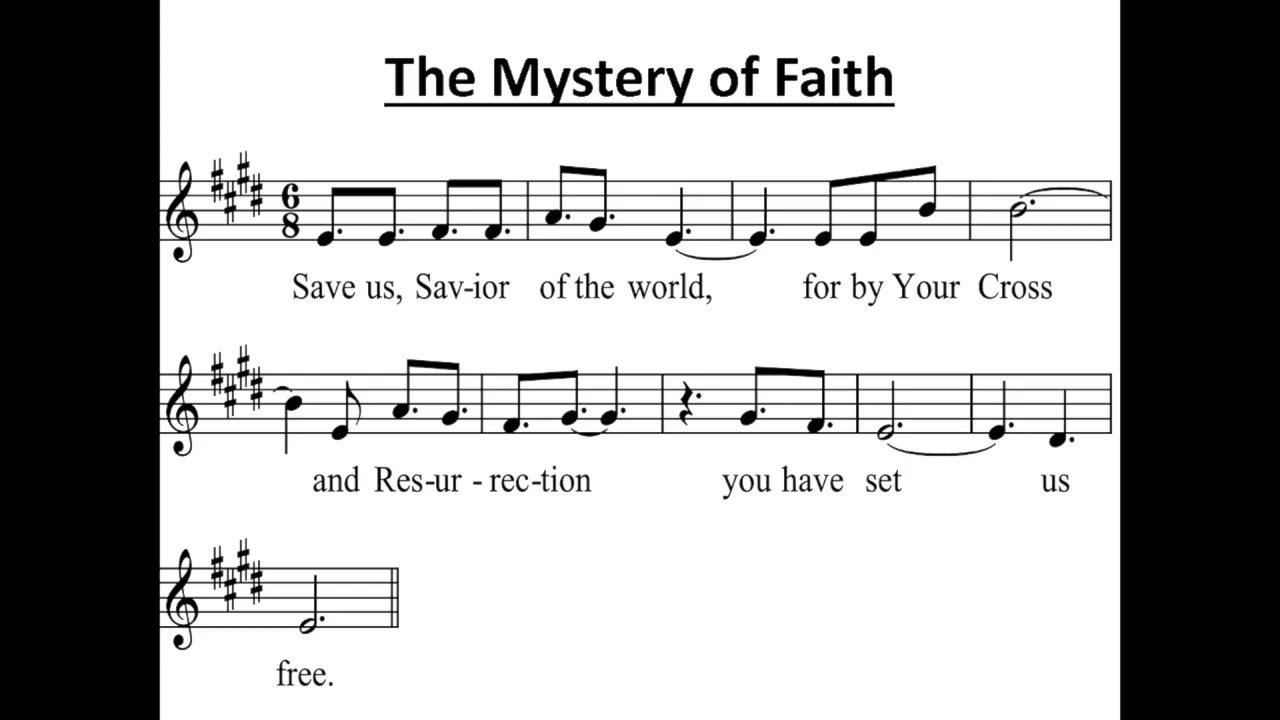 The Mystery of Faith
6
8
Save us, Sav-ior of the world, for by Your Cross
and Res-ur - rec-tion you have set us
free.